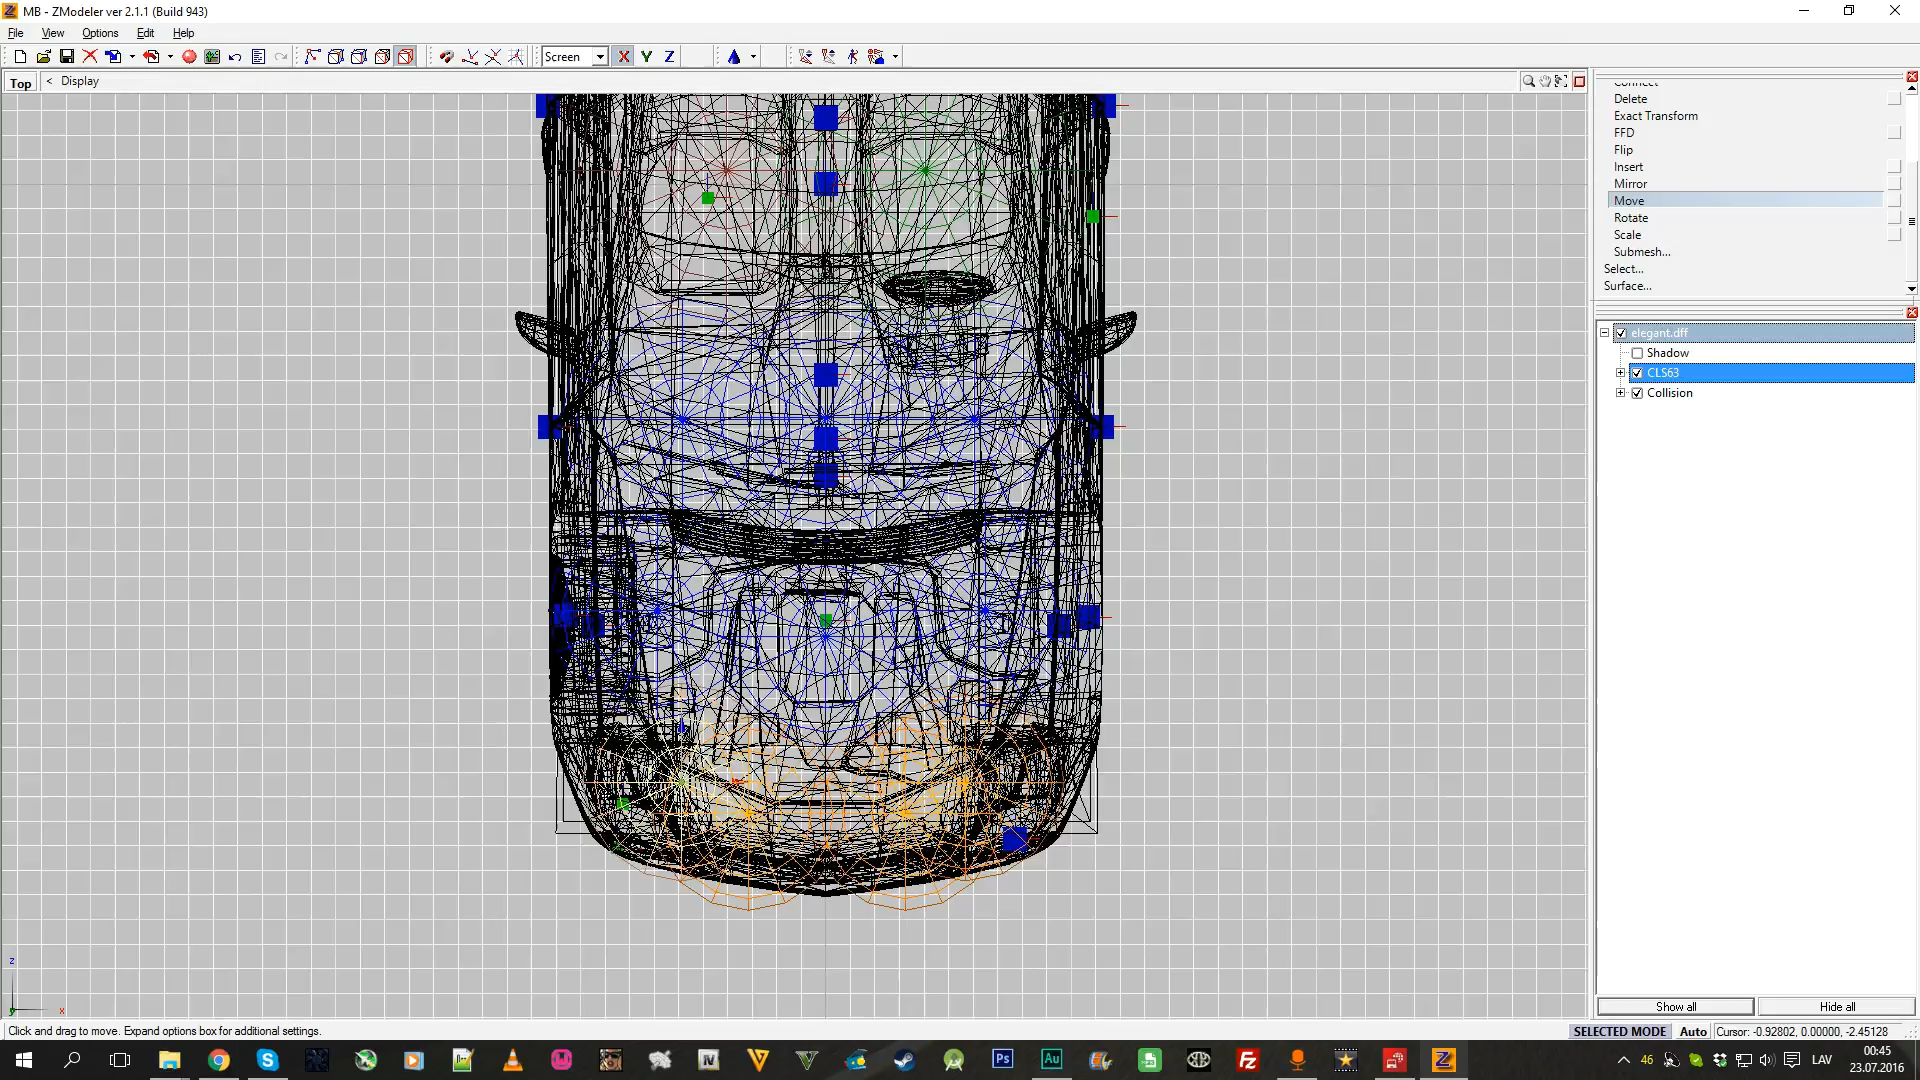 MB - ZModeler ver 2.1.1 (Build 943)
File View Options Edit Help
Screen X Y Z
Top < Display
Delete
Exact Transform
FFD
Flip
Insert
Mirror
Move
Rotate
Scale
Submesh...
Select...
Surface...
elegant.dff
Shadow
CLS63
Collision
z
x
Show all Hide all
Click and drag to move. Expand options box for additional settings.
SELECTED MODE Auto Cursor: -0.92802, 0.00000, -2.45128
Ps Au 46 LAV
00:45
23.07.2016